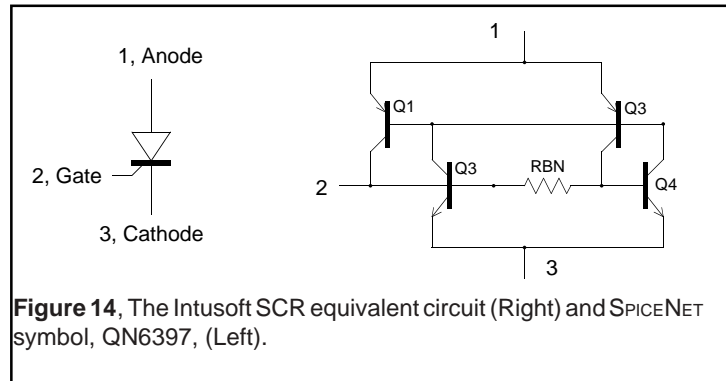 1, Anode
2, Gate
3, Cathode
1
Q1
Q3
2
Q3
RBN
Q4
3
Figure 14, The Intusoft SCR equivalent circuit (Right) and SPICENET
symbol, QN6397, (Left).